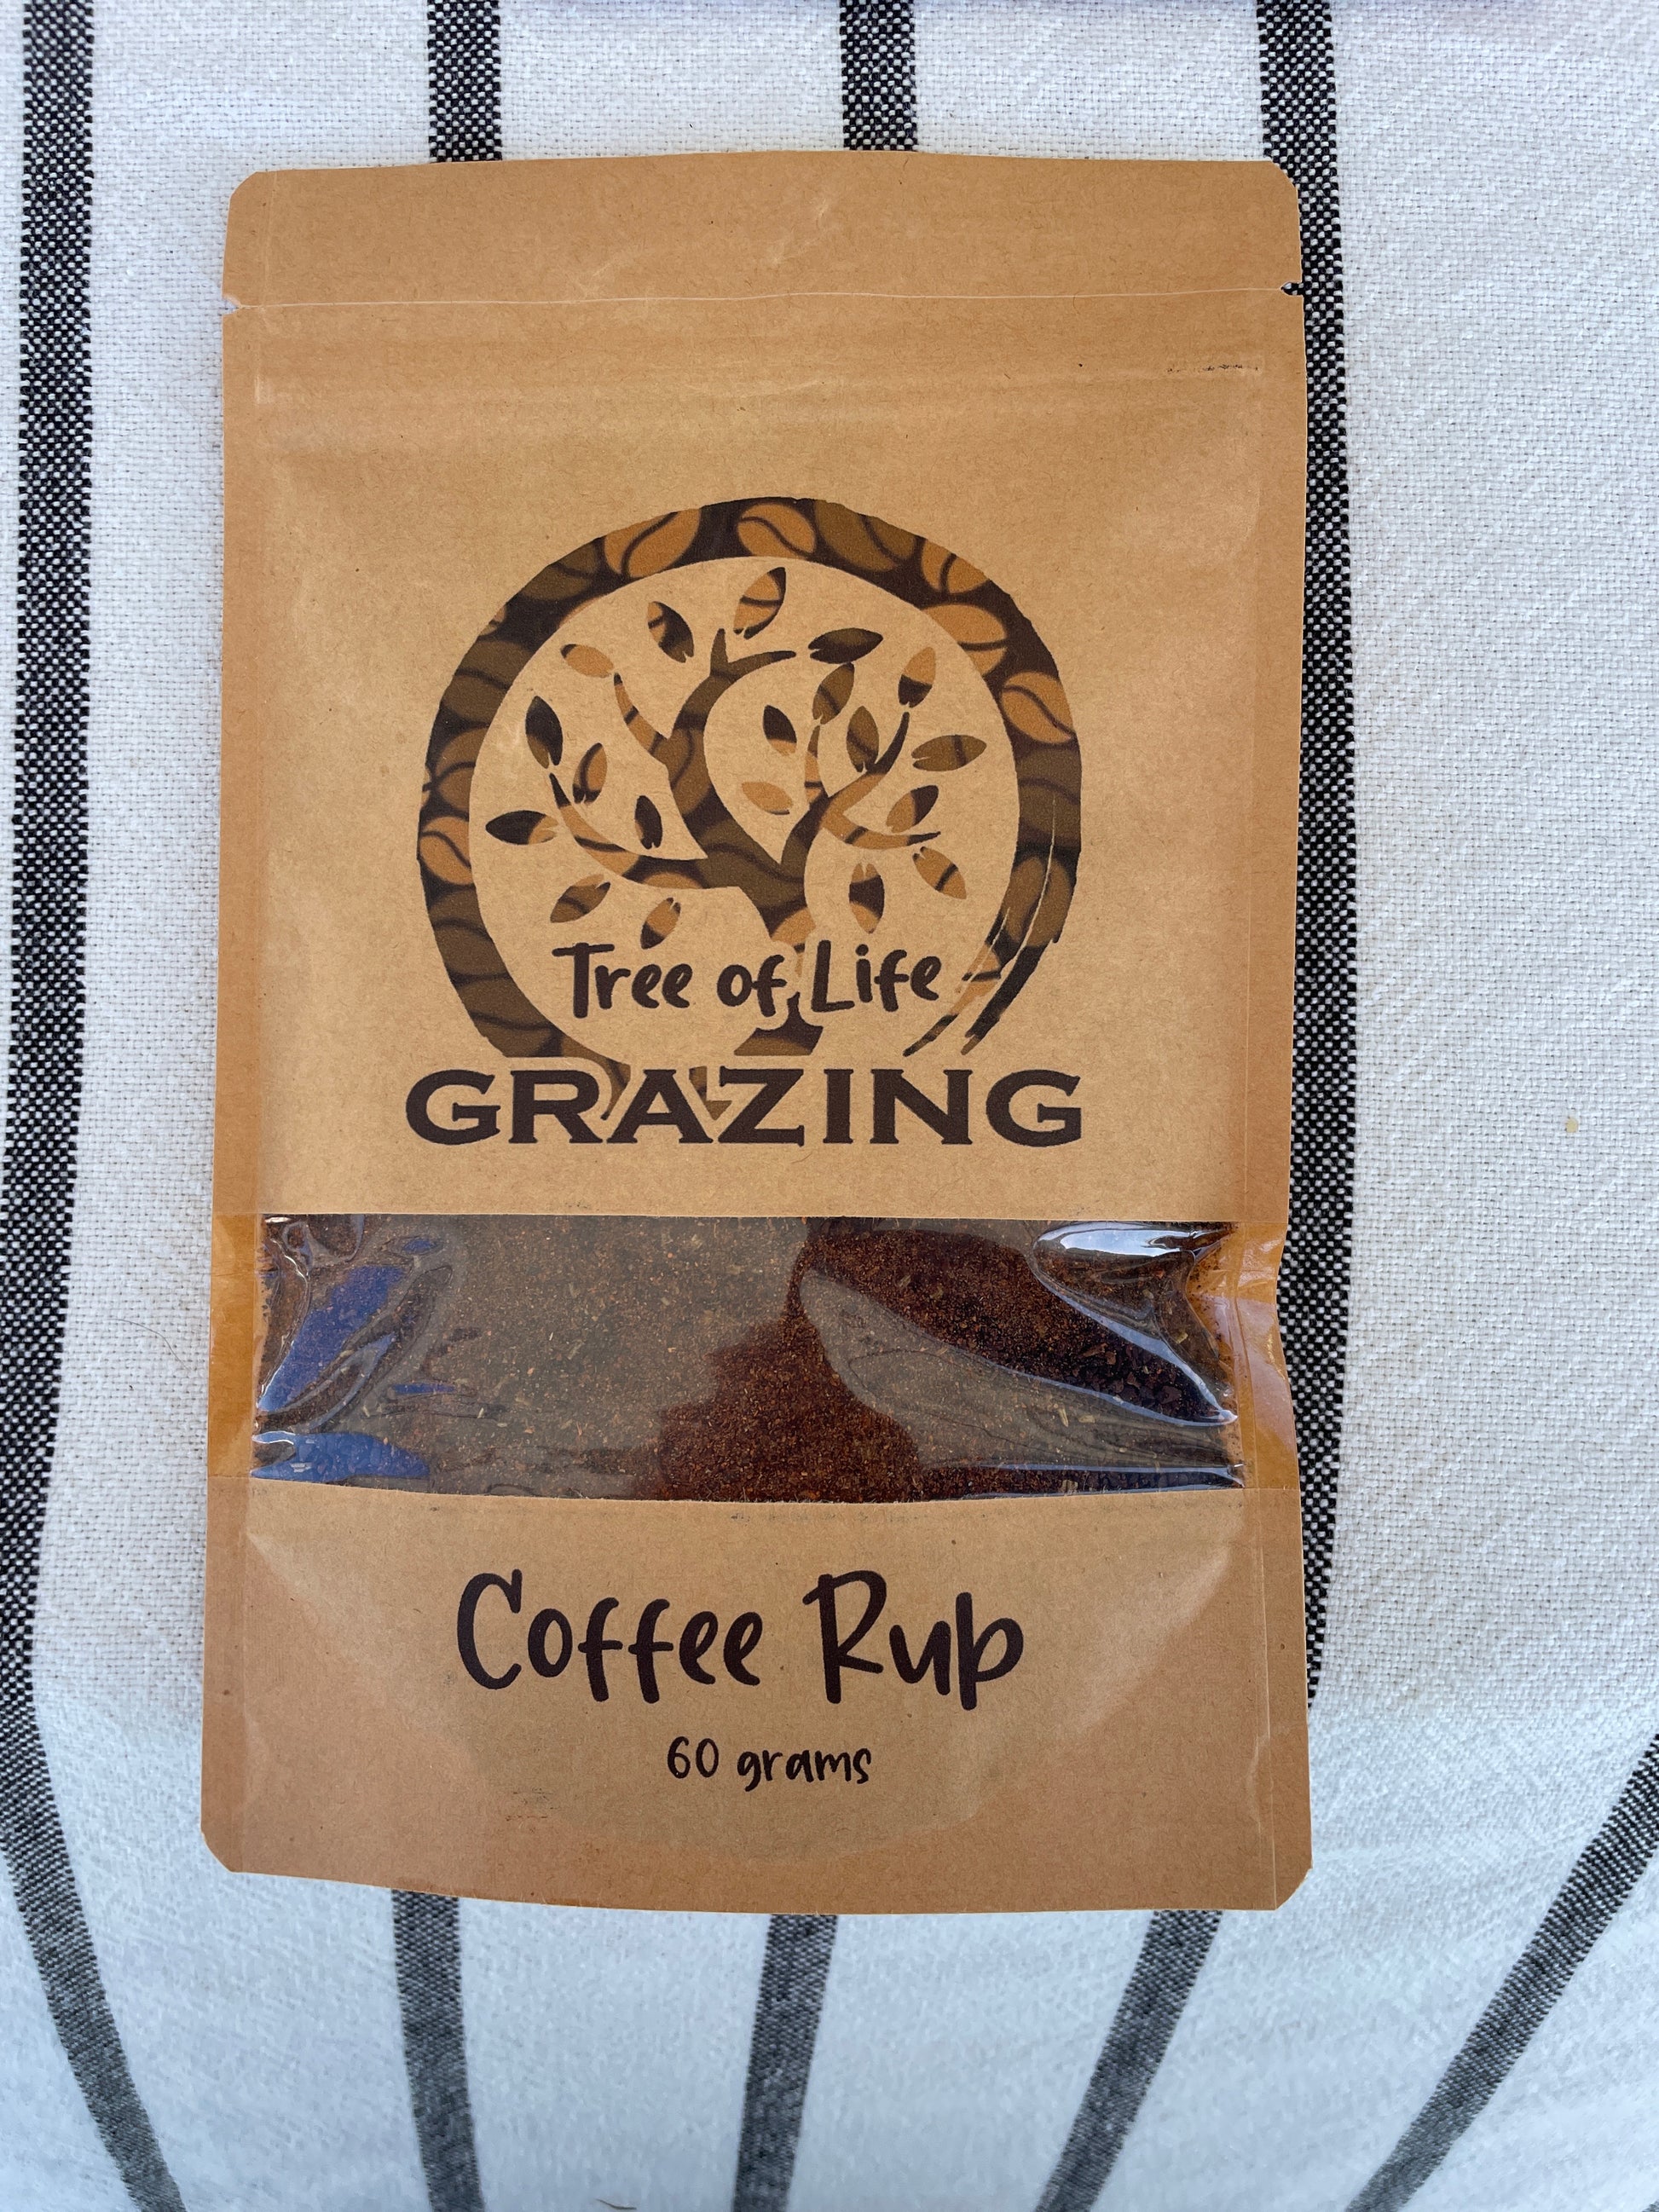 Tree of Life
GRAZING
Coffee Rub
60 grams